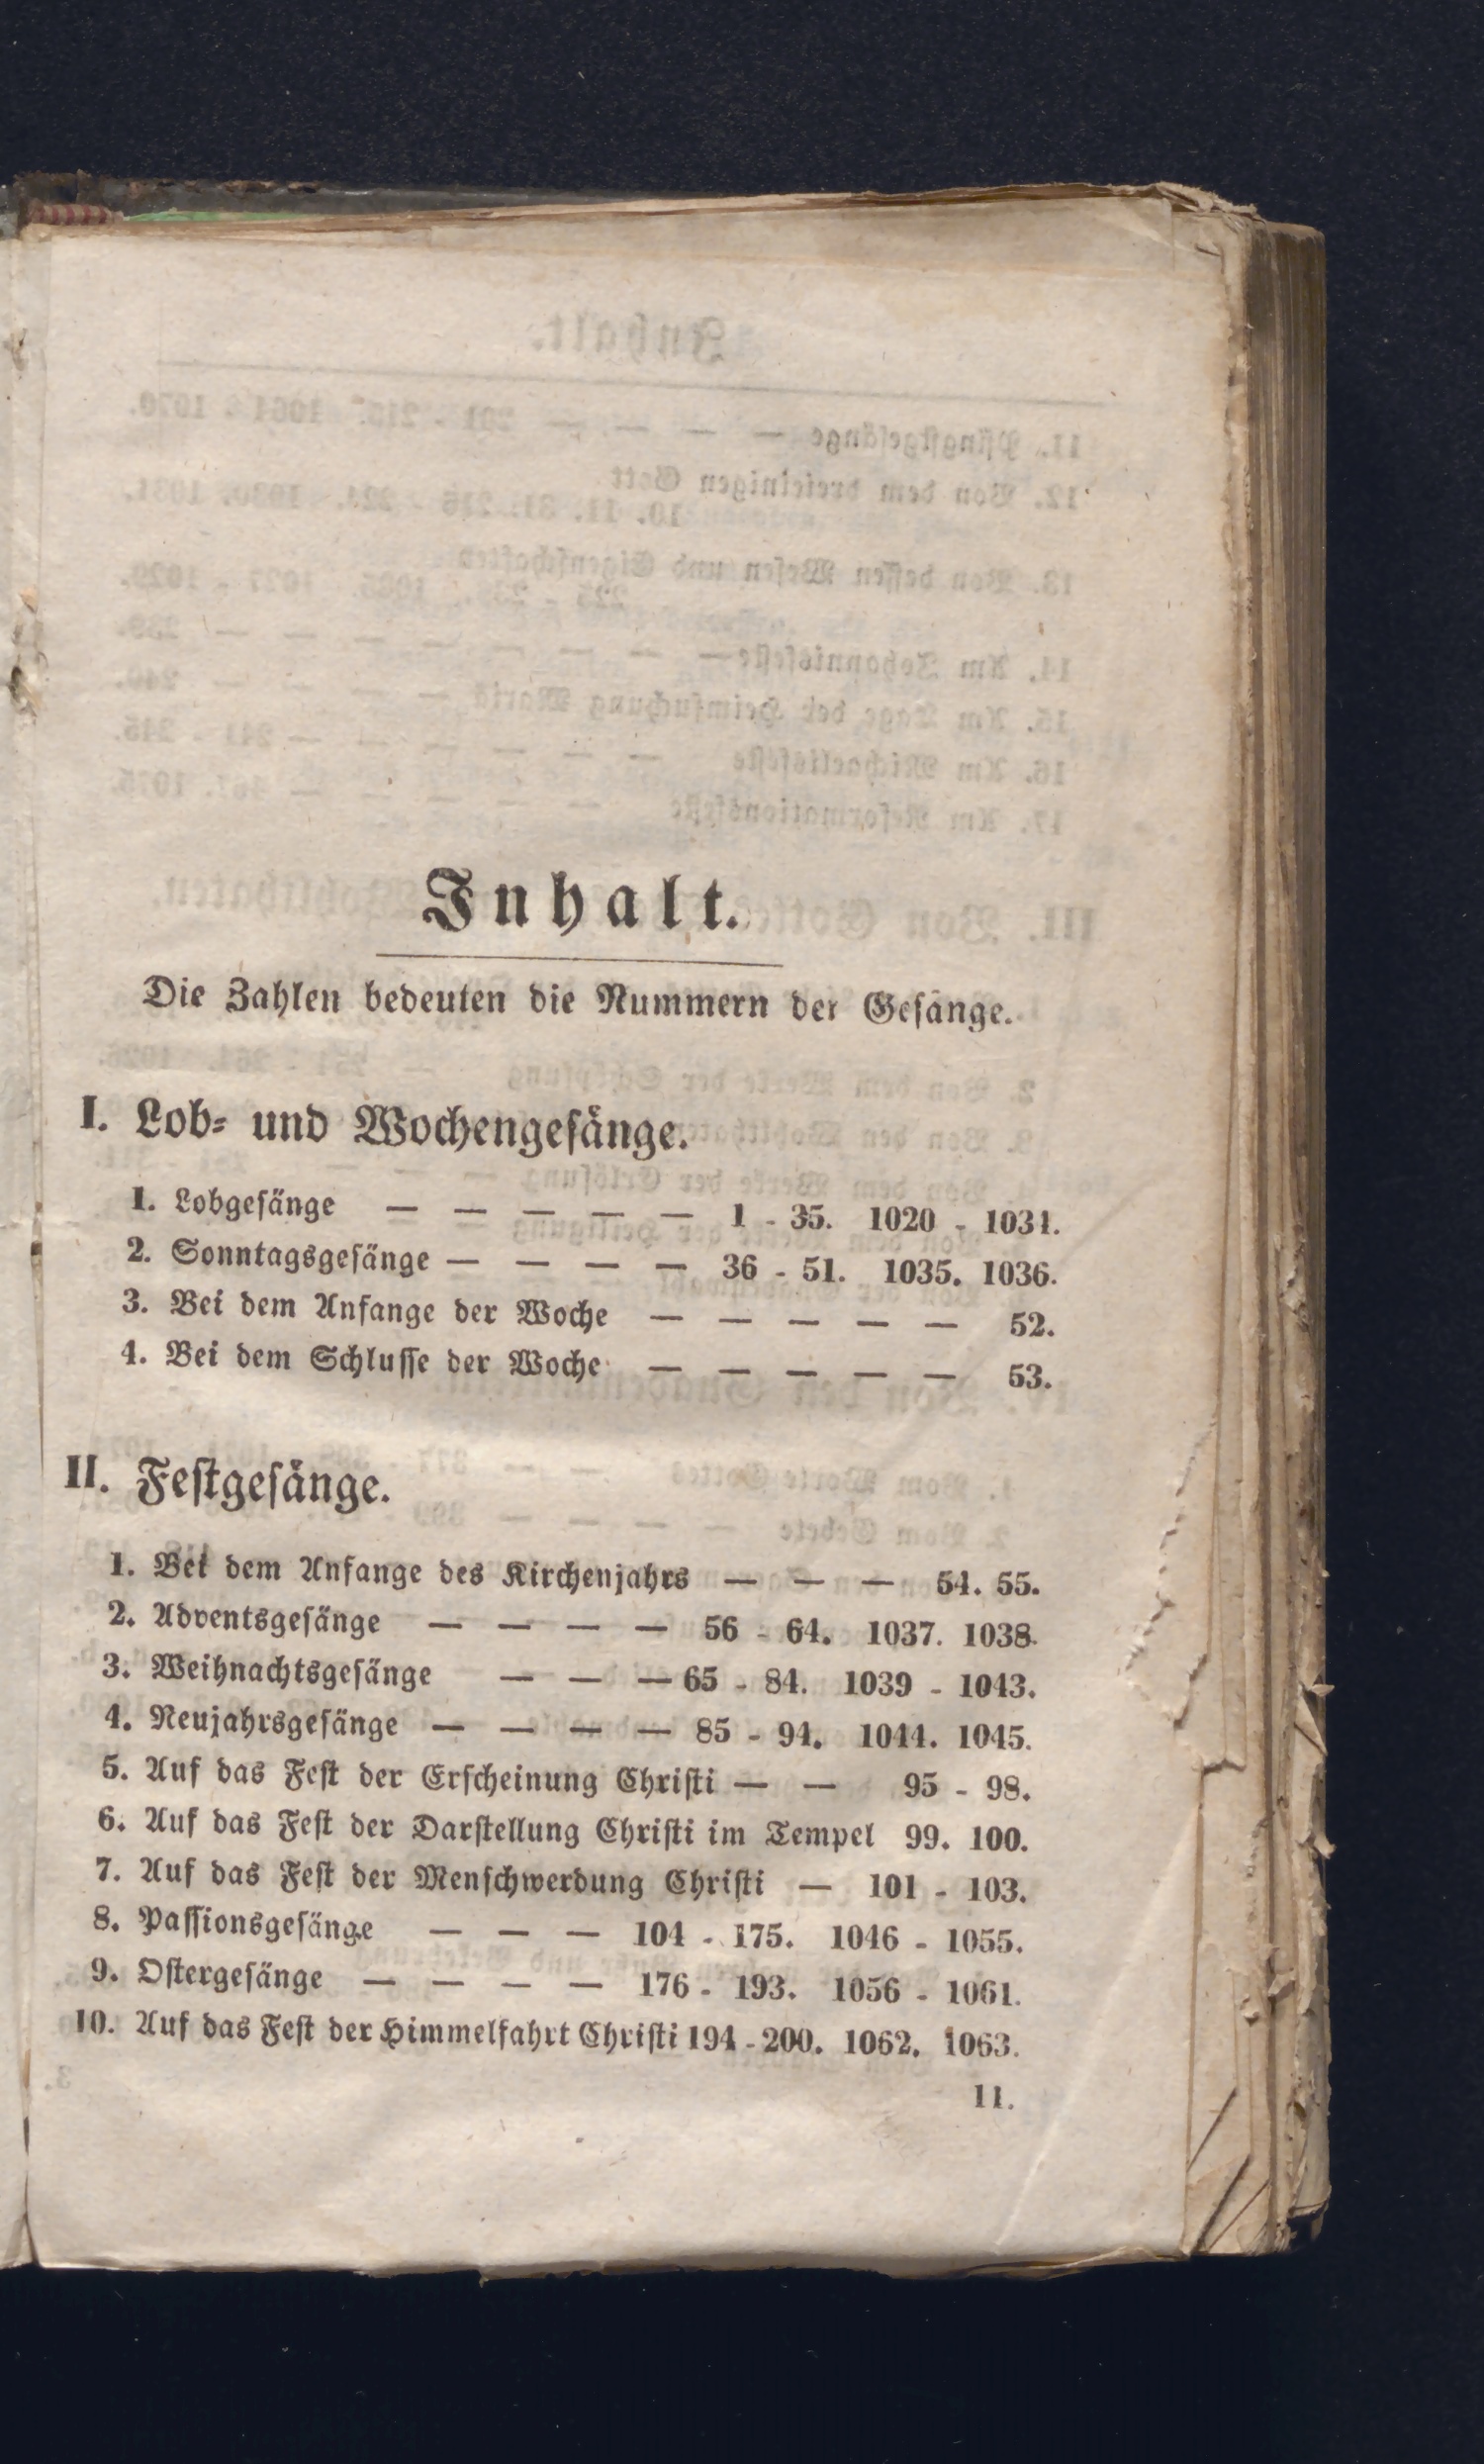 Inhalt.
Die Zahlen bedeuten die Nummern der Gesänge.
I. Lob- und Wochengesänge.
1. Lobgesänge — — — — — 1 - 35. 1020 - 1034.
2. Sonntagsgesänge — — — — 36 - 51. 1035. 1036.
3. Bei dem Anfange der Woche — — — — — 52.
4. Bei dem Schlusse der Woche — — — — — 53.
II. Festgesänge.
1. Bei dem Anfange des Kirchenjahrs — — — 54. 55.
2. Adventsgesänge — — — — 56 - 64. 1037. 1038.
3. Weihnachtsgesänge — — — 65 - 84. 1039 - 1043.
4. Neujahrsgesänge — — — — 85 - 94. 1044. 1045.
5. Auf das Fest der Erscheinung Christi — — 95 - 98.
6. Auf das Fest der Darstellung Christi im Tempel 99. 100.
7. Auf das Fest der Menschwerdung Christi — 101 - 103.
8. Passionsgesänge — — — 104 - 175. 1046 - 1055.
9. Ostergesänge — — — — 176 - 193. 1056 - 1061.
10. Auf das Fest der Himmelfahrt Christi 194 - 200. 1062. 1063.
11.